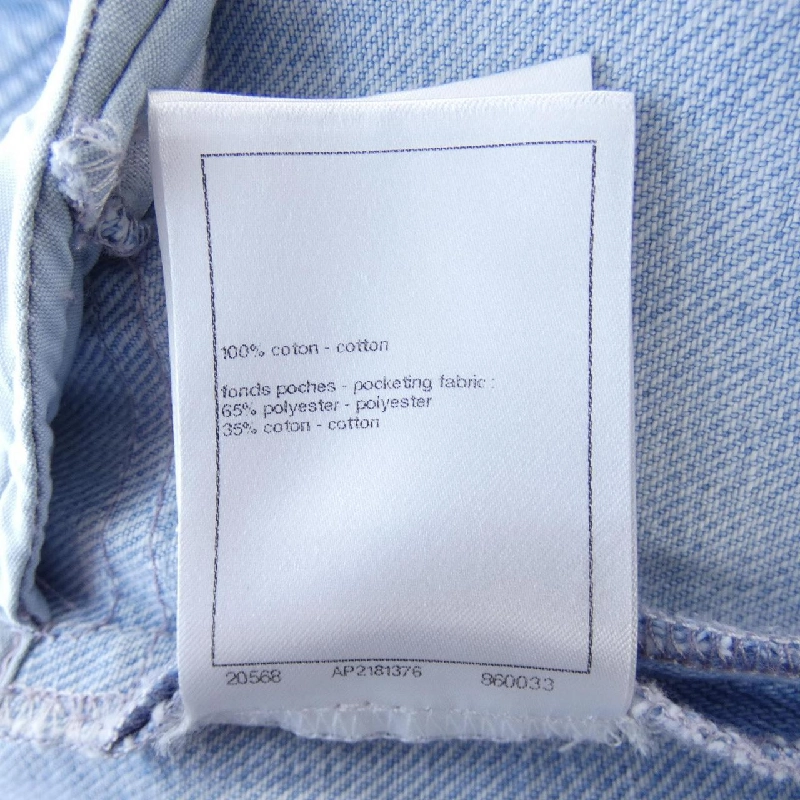 100% coton - cotton
fonds poches - pocketing fabric :
65% polyester - polyester
35% coton - cotton
20568 AP2181376 960033